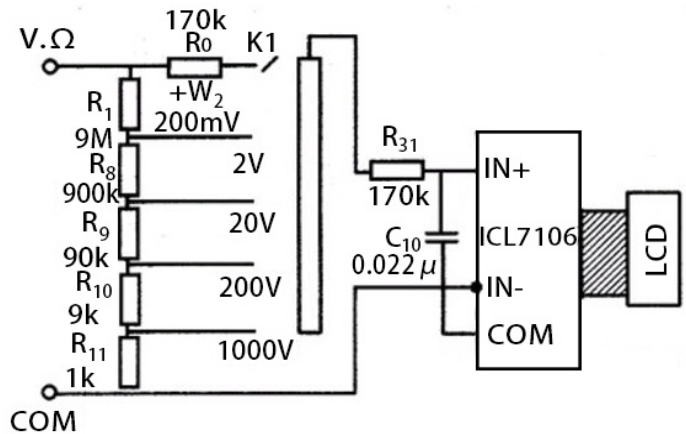 170k
V.Ω
R0
K1
+W2
R1
200mV
9M
R8
2V
900k
R9
20V
90k
R10
200V
9k
R11
1000V
1k
COM
R31
170k
C10
0.022 μ
IN+
ICL7106
IN-
COM
LCD